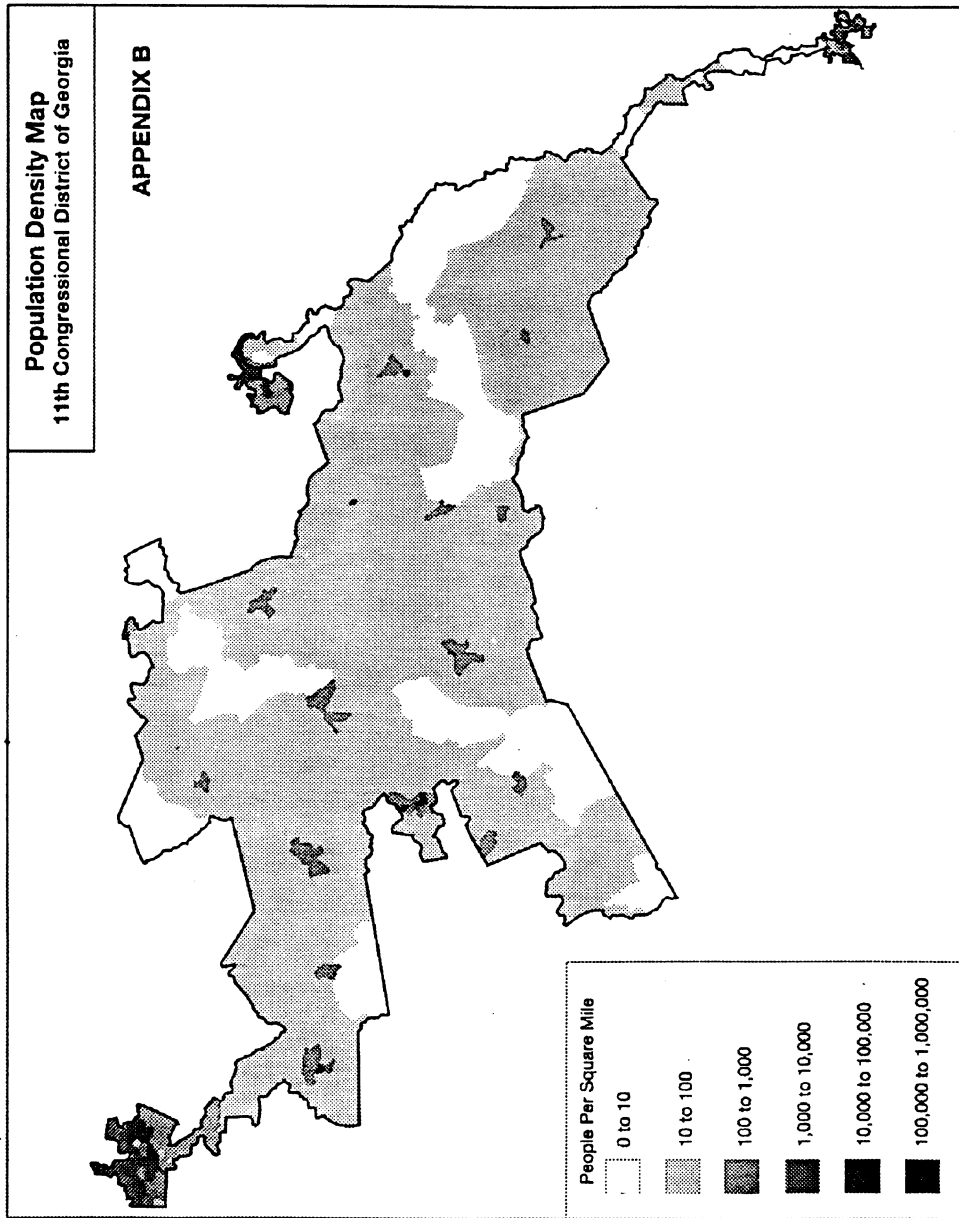 Population Density Map
11th Congressional District of Georgia
APPENDIX B
People Per Square Mile
0 to 10
10 to 100
100 to 1,000
1,000 to 10,000
10,000 to 100,000
100,000 to 1,000,000